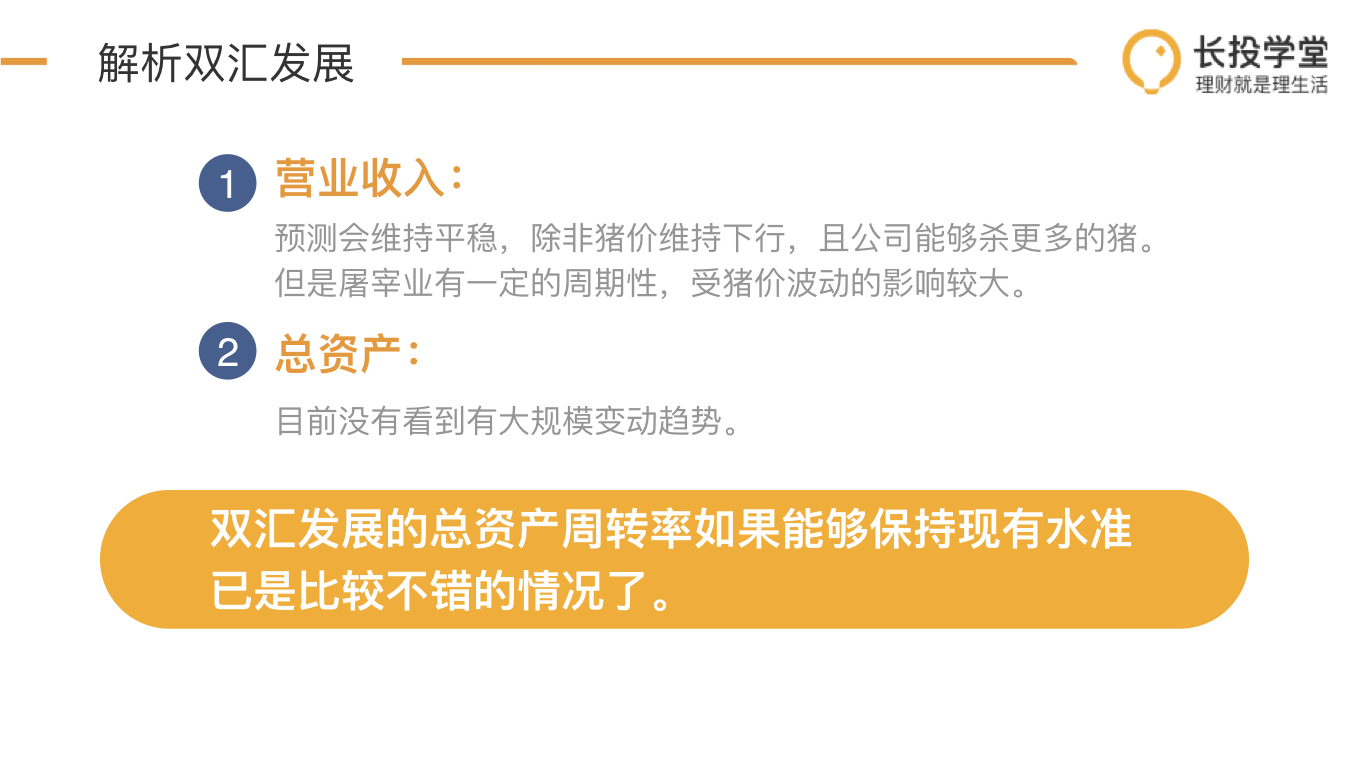 解析双汇发展
长投学堂
理财就是理生活
1 营业收入：
预测会维持平稳，除非猪价维持下行，且公司能够杀更多的猪。
但是屠宰业有一定的周期性，受猪价波动的影响较大。
2 总资产：
目前没有看到有大规模变动趋势。
双汇发展的总资产周转率如果能够保持现有水准
已是比较不错的情况了。